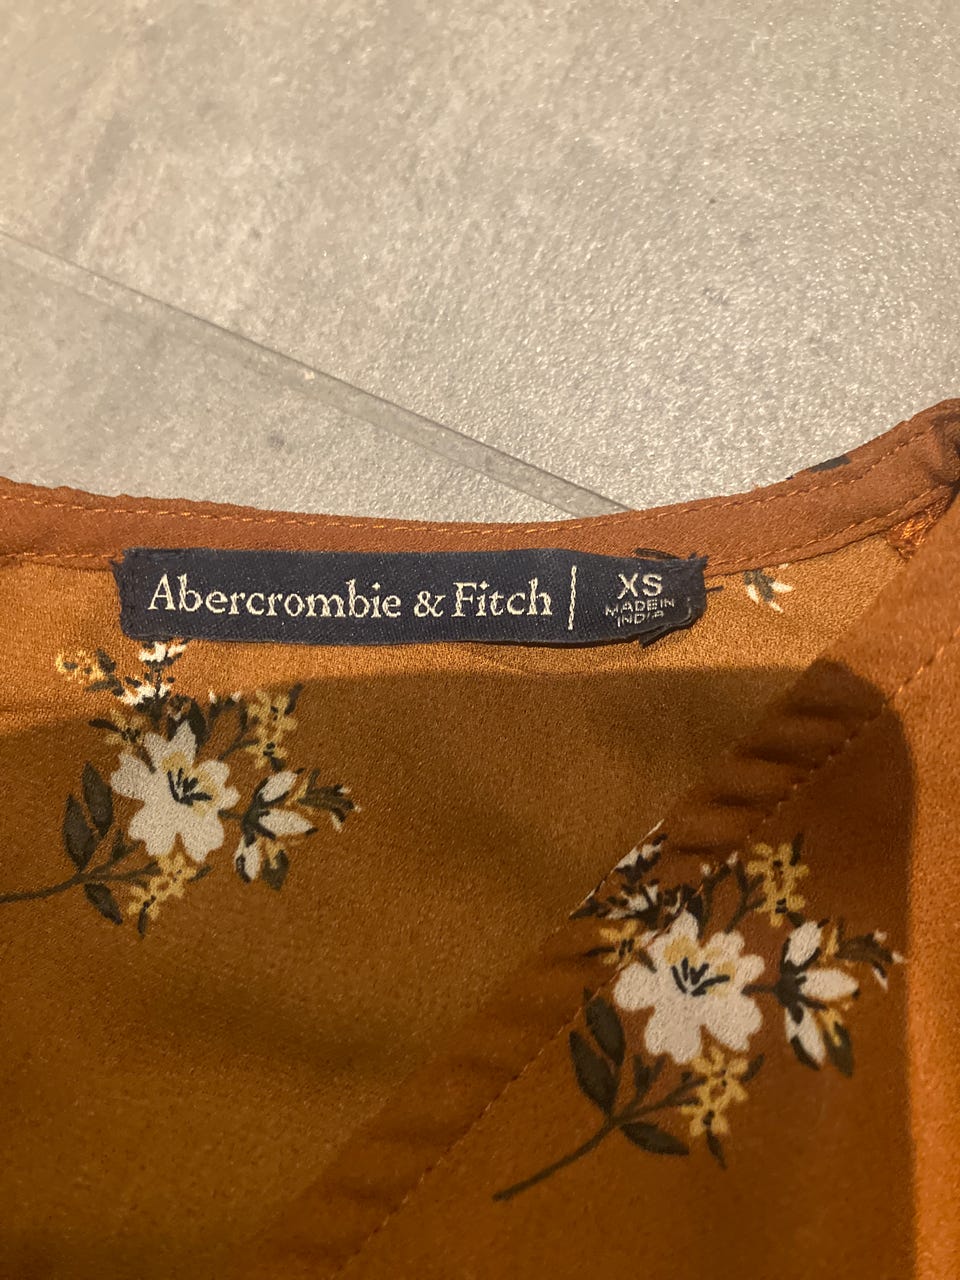 Abercrombie & Fitch
XS
MADE IN
INDIA